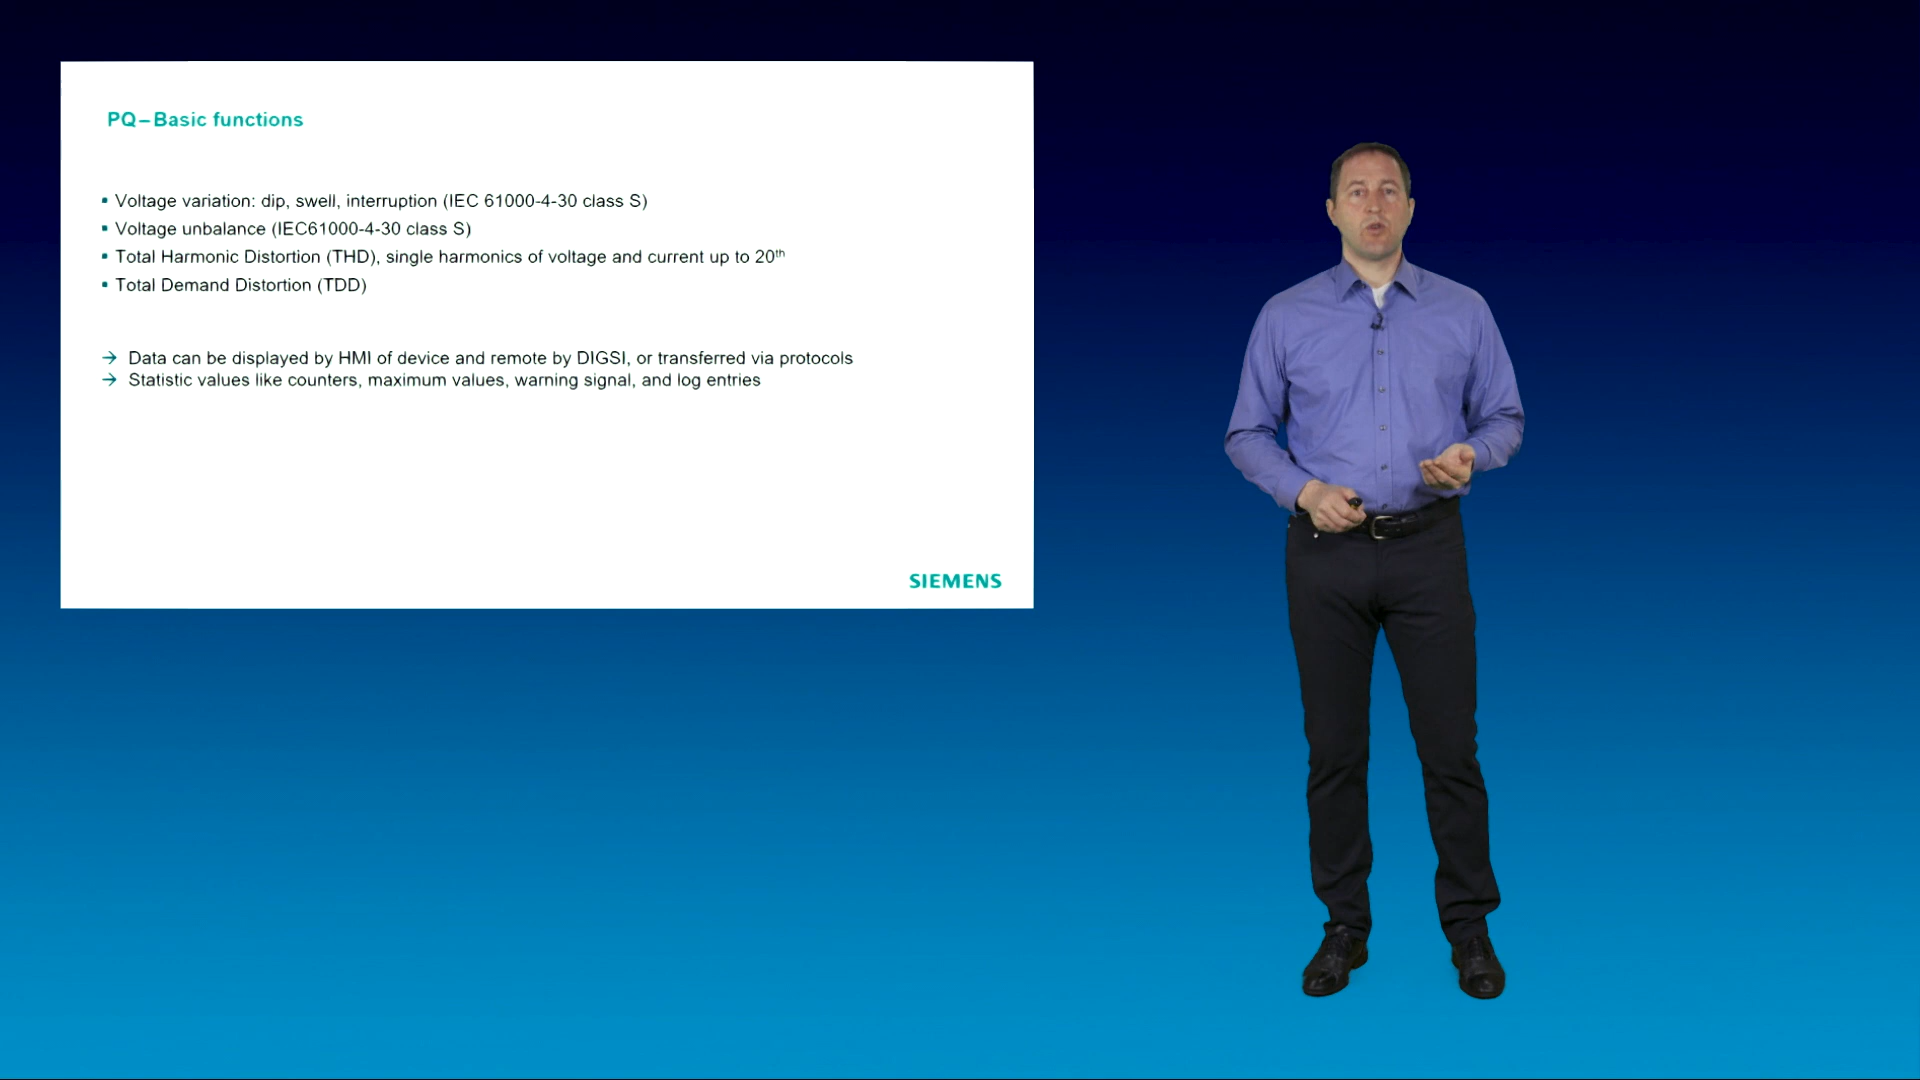 PQ – Basic functions
▪ Voltage variation: dip, swell, interruption (IEC 61000-4-30 class S)
▪ Voltage unbalance (IEC61000-4-30 class S)
▪ Total Harmonic Distortion (THD), single harmonics of voltage and current up to 20th
▪ Total Demand Distortion (TDD)
→ Data can be displayed by HMI of device and remote by DIGSI, or transferred via protocols
→ Statistic values like counters, maximum values, warning signal, and log entries
SIEMENS